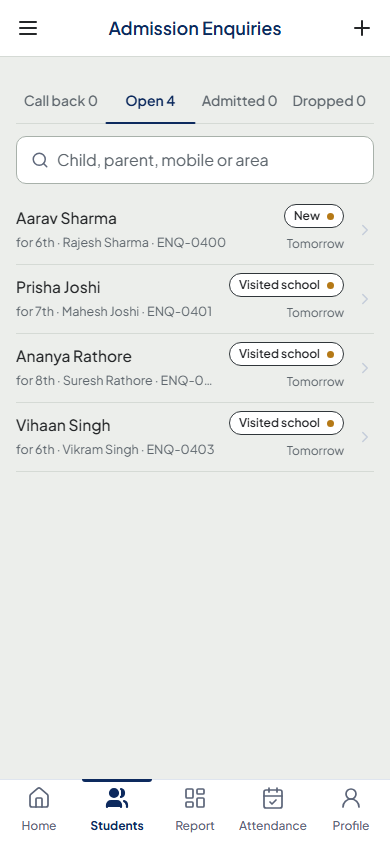 Admission Enquiries
Call back 0 Open 4 Admitted 0 Dropped 0
Child, parent, mobile or area
Aarav Sharma New
for 6th · Rajesh Sharma · ENQ-0400 Tomorrow
Prisha Joshi Visited school
for 7th · Mahesh Joshi · ENQ-0401 Tomorrow
Ananya Rathore Visited school
for 8th · Suresh Rathore · ENQ-0... Tomorrow
Vihaan Singh Visited school
for 6th · Vikram Singh · ENQ-0403 Tomorrow
Home Students Report Attendance Profile